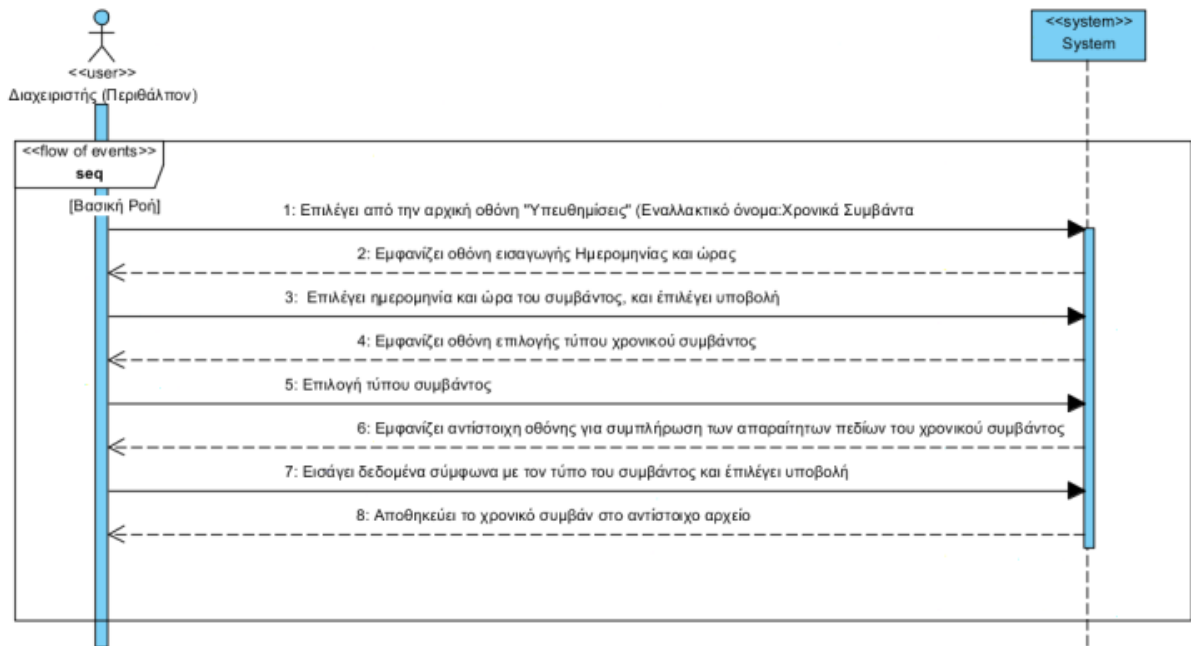 <<system>>
System
<<user>>
Διαχειριστής (Περιθάλπον)
<<flow of events>>
seq
[Βασική Ροή]
1: Επιλέγει από την αρχική οθόνη "Υπευθημίσεις" (Εναλλακτικό όνομα:Χρονικά Συμβάντα
2: Εμφανίζει οθόνη εισαγωγής Ημερομηνίας και ώρας
3: Επιλέγει ημερομηνία και ώρα του συμβάντος, και έπιλέγει υποβολή
4: Εμφανίζει οθόνη επιλογής τύπου χρονικού συμβάντος
5: Επιλογή τύπου συμβάντος
6: Εμφανίζει αντίστοιχη οθόνης για συμπλήρωση των απαραίτητων πεδίων του χρονικού συμβάντος
7: Εισάγει δεδομένα σύμφωνα με τον τύπο του συμβάντος και έπιλέγει υποβολή
8: Αποθηκεύει το χρονικό συμβάν στο αντίστοιχο αρχείο